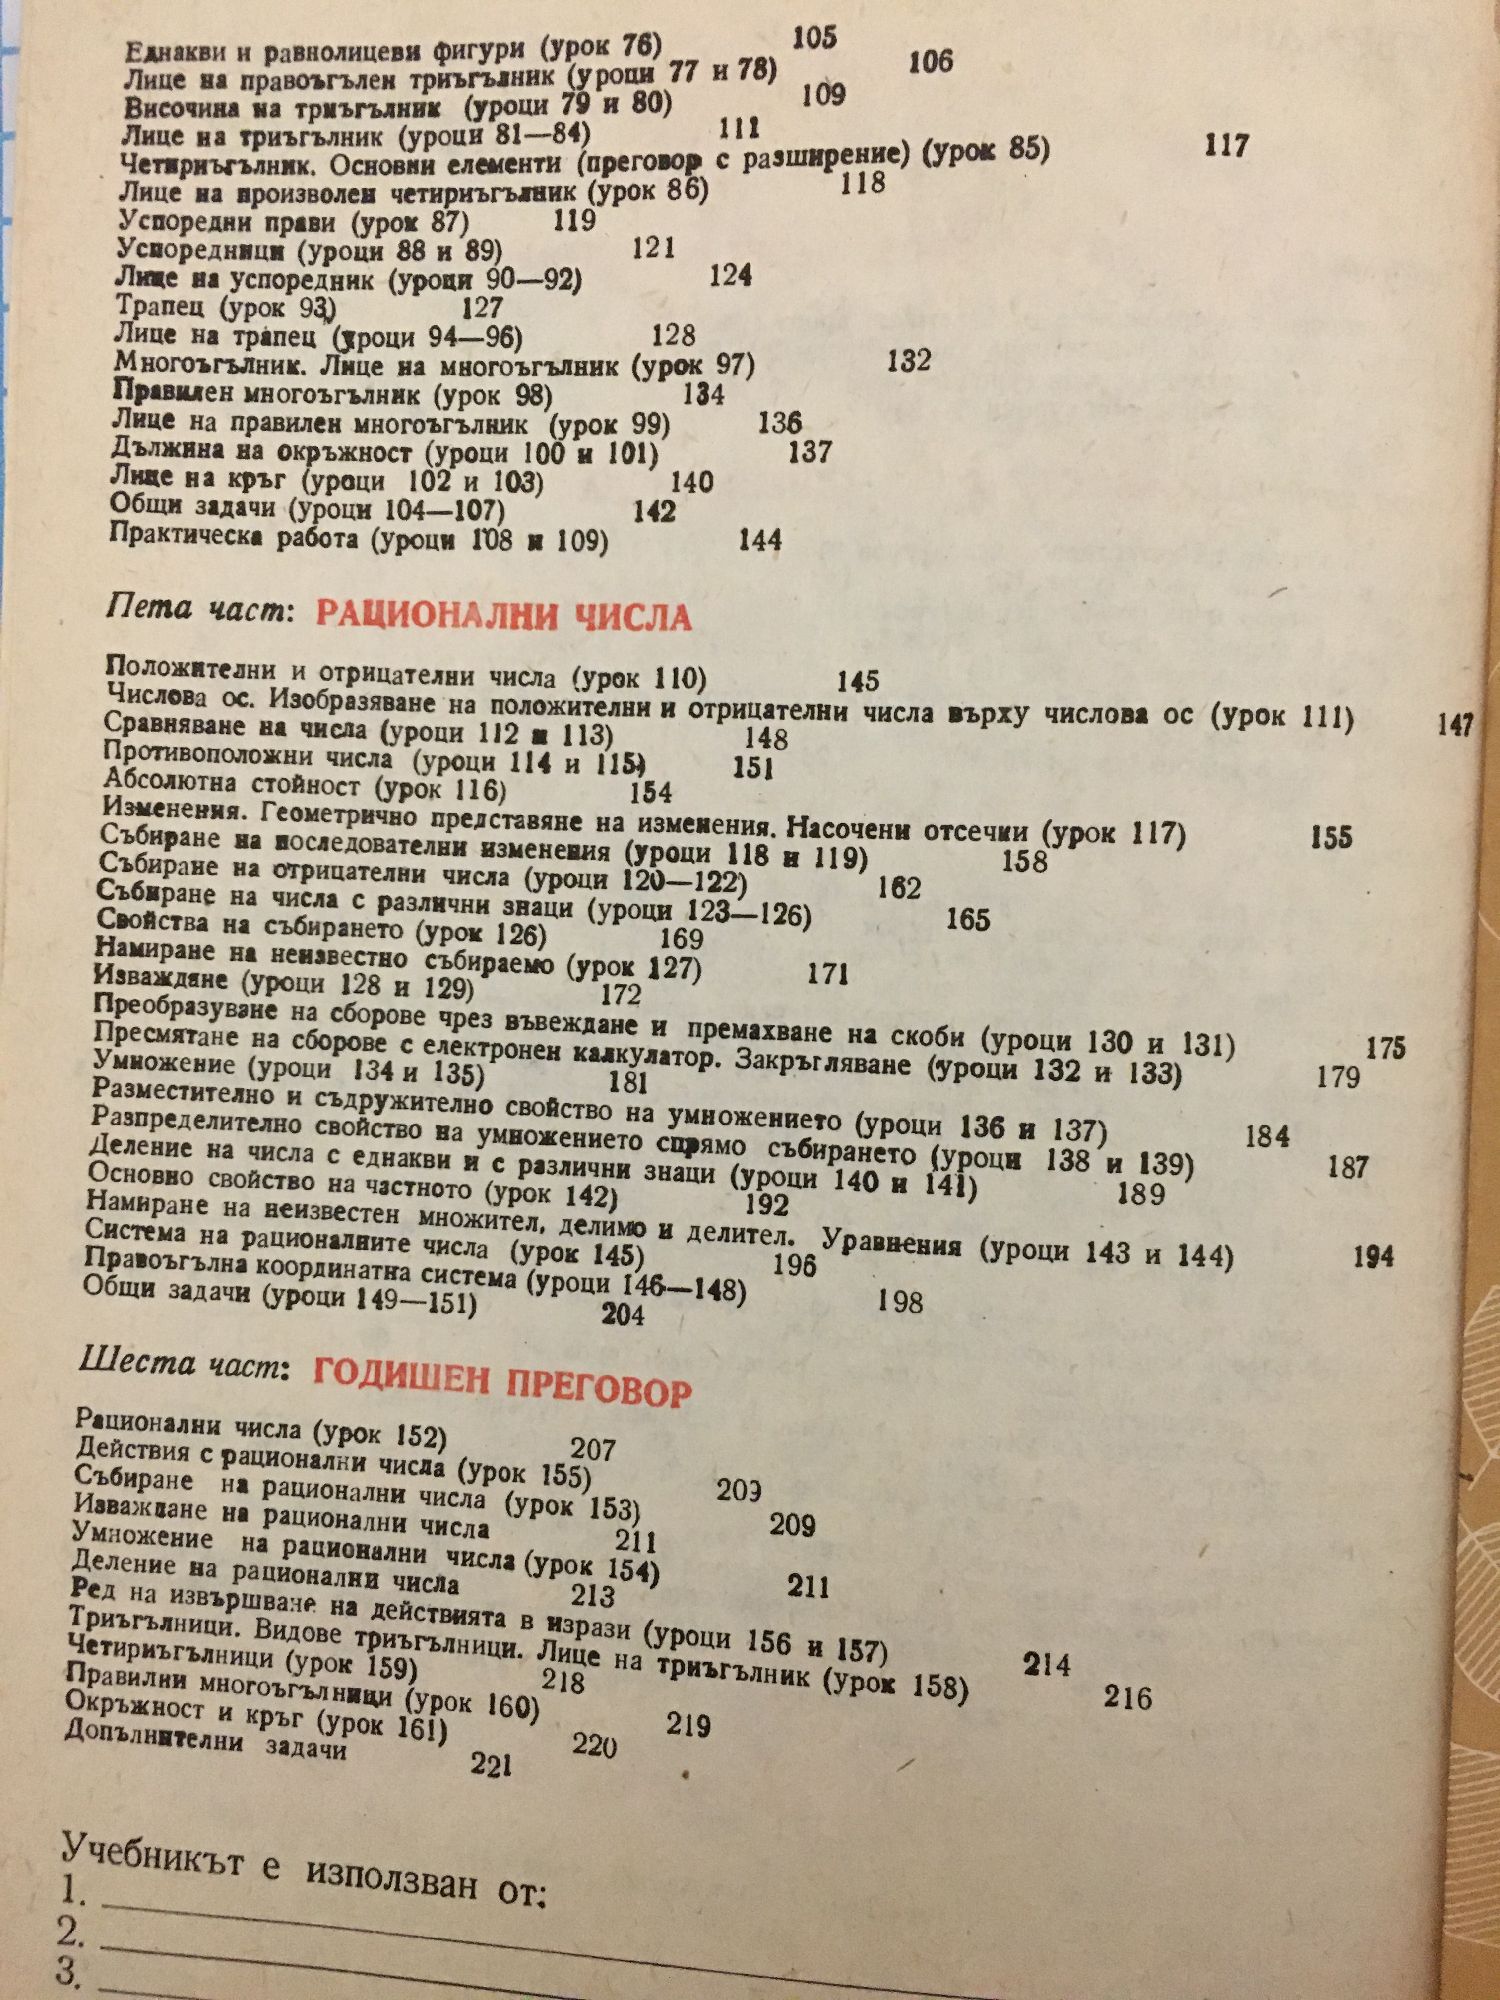 Еднакви и равнолицеви фигури (урок 76) 105
Лице на правоъгълен триъгълник (уроци 77 и 78) 106
Височина на триъгълник (уроци 79 и 80) 109
Лице на триъгълник (уроци 81—84) 111
Четириъгълник. Основни елементи (преговор с разширение) (урок 85) 117
Лице на произволен четириъгълник (урок 86) 118
Успоредни прави (урок 87) 119
Успоредници (уроци 88 и 89) 121
Лице на успоредник (уроци 90—92) 124
Трапец (урок 93) 127
Лице на трапец (уроци 94—96) 128
Многоъгълник. Лице на многоъгълник (урок 97) 132
Правилен многоъгълник (урок 98) 134
Лице на правилен многоъгълник (урок 99) 136
Дължина на окръжност (уроци 100 и 101) 137
Лице на кръг (уроци 102 и 103) 140
Общи задачи (уроци 104—107) 142
Практическа работа (уроци 108 и 109) 144
Пета част: РАЦИОНАЛНИ ЧИСЛА
Положителни и отрицателни числа (урок 110) 145
Числова ос. Изобразяване на положителни и отрицателни числа върху числова ос (урок 111) 147
Сравняване на числа (уроци 112 и 113) 148
Противоположни числа (уроци 114 и 115) 151
Абсолютна стойност (урок 116) 154
Изменения. Геометрично представяне на изменения. Насочени отсечки (урок 117) 155
Събиране на последователни изменения (уроци 118 и 119) 158
Събиране на отрицателни числа (уроци 120—122) 162
Събиране на числа с различни знаци (уроци 123—126) 165
Свойства на събирането (урок 126) 169
Намиране на неизвестно събираемо (урок 127) 171
Изваждане (уроци 128 и 129) 172
Преобразуване на сборове чрез въвеждане и премахване на скоби (уроци 130 и 131) 175
Пресмятане на сборове с електронен калкулатор. Закръгляване (уроци 132 и 133) 179
Умножение (уроци 134 и 135) 181
Разместително и съдружително свойство на умножението (уроци 136 и 137) 184
Разпределително свойство на умножението спрямо събирането (уроци 138 и 139) 187
Деление на числа с еднакви и с различни знаци (уроци 140 и 141) 189
Основно свойство на частното (урок 142) 192
Намиране на неизвестен множител, делимо и делител. Уравнения (уроци 143 и 144) 194
Система на рационалните числа (урок 145) 196
Правоъгълна координатна система (уроци 146—148) 198
Общи задачи (уроци 149—151) 204
Шеста част: ГОДИШЕН ПРЕГОВОР
Рационални числа (урок 152) 207
Действия с рационални числа (урок 155) 209
Събиране на рационални числа (урок 153) 209
Изваждане на рационални числа 211
Умножение на рационални числа (урок 154) 211
Деление на рационални числа 213
Ред на извършване на действията в изрази (уроци 156 и 157) 214
Триъгълници. Видове триъгълници. Лице на триъгълник (урок 158) 216
Четириъгълници (урок 159) 218
Правилни многоъгълници (урок 160) 219
Окръжност и кръг (урок 161) 220
Допълнителни задачи 221
Учебникът е използван от:
1.
2.
3.